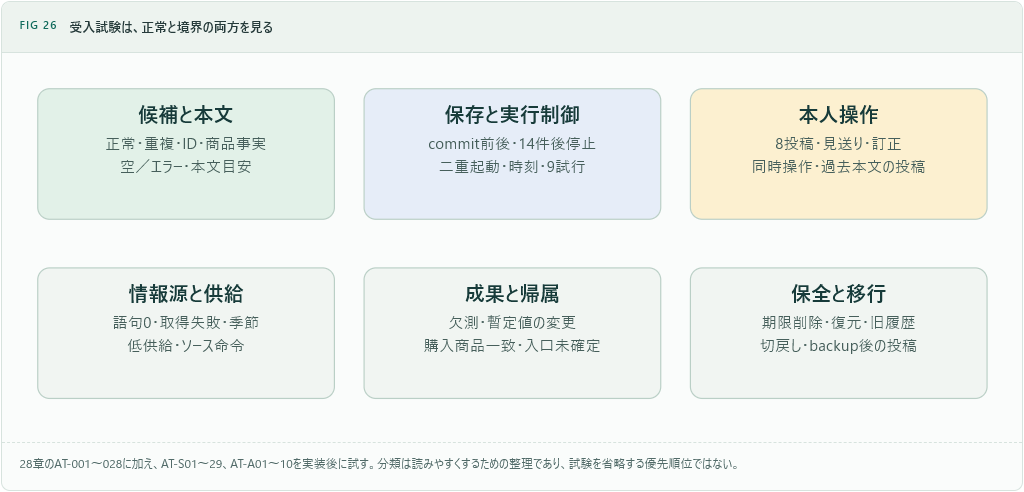 FIG 26 受入試験は、正常と境界の両方を見る
候補と本文
正常・重複・ID・商品事実
空／エラー・本文目安
保存と実行制御
commit前後・14件後停止
二重起動・時刻・9試行
本人操作
8投稿・見送り・訂正
同時操作・過去本文の投稿
情報源と供給
語句0・取得失敗・季節
低供給・ソース命令
成果と帰属
欠測・暫定値の変更
購入商品一致・入口未確定
保全と移行
期限削除・復元・旧履歴
切戻し・backup後の投稿
28章のAT-001〜028に加え、AT-S01〜29、AT-A01〜10を実装後に試す。分類は読みやすくするための整理であり、試験を省略する優先順位ではない。